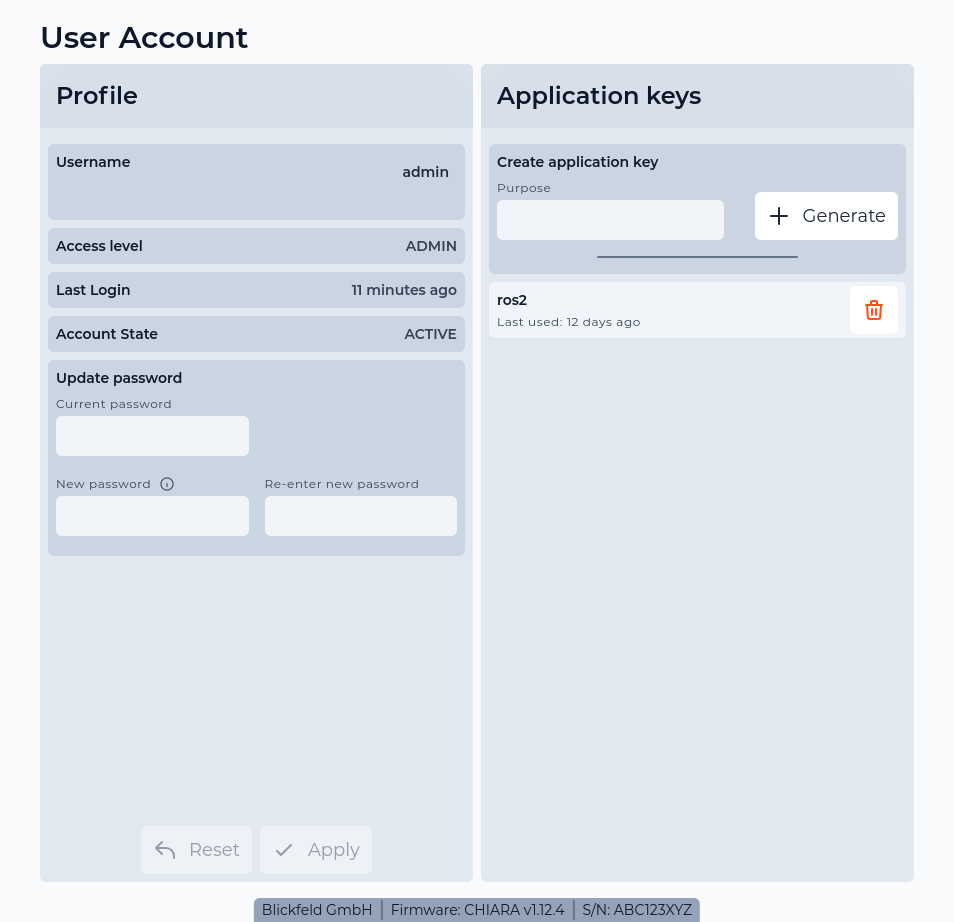 User Account
Profile
Username
admin
Access level
ADMIN
Last Login
11 minutes ago
Account State
ACTIVE
Update password
Current password
New password
Re-enter new password
Reset
Apply
Application keys
Create application key
Purpose
Generate
ros2
Last used: 12 days ago
Blickfeld GmbH | Firmware: CHIARA v1.12.4 | S/N: ABC123XYZ